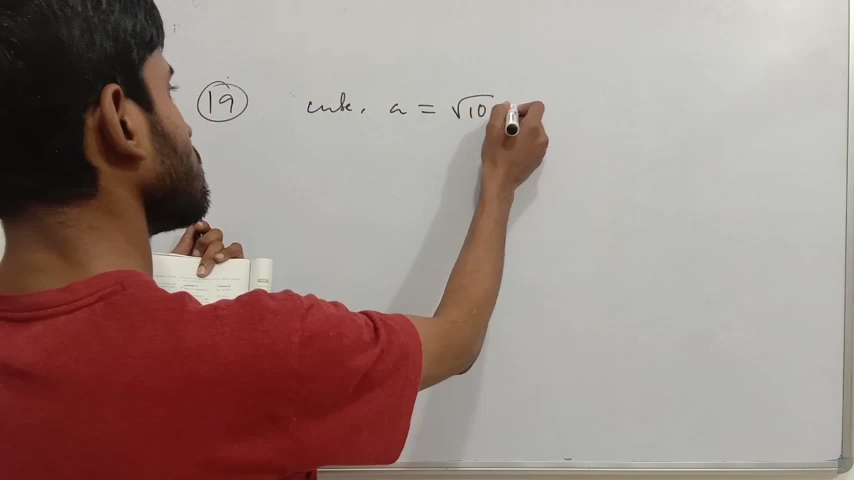 19 cube, a = √10